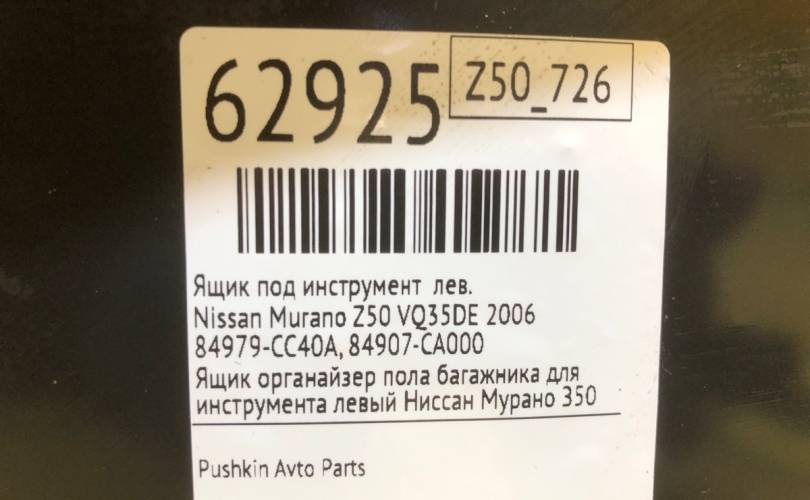 62925
Z50_726
Ящик под инструмент лев.
Nissan Murano Z50 VQ35DE 2006
84979-CC40A, 84907-CA000
Ящик органайзер пола багажника для
инструмента левый Ниссан Мурано З50
Pushkin Avto Parts